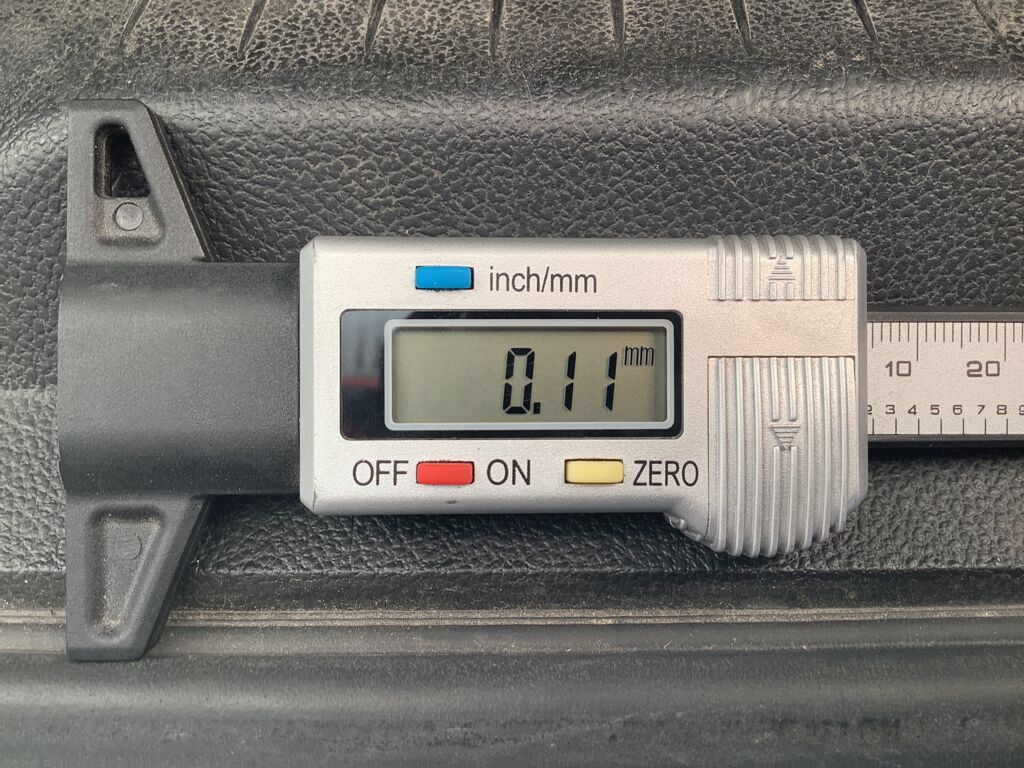 inch/mm
0.11 mm
OFF ON ZERO
10 20
2 3 4 5 6 7 8 9